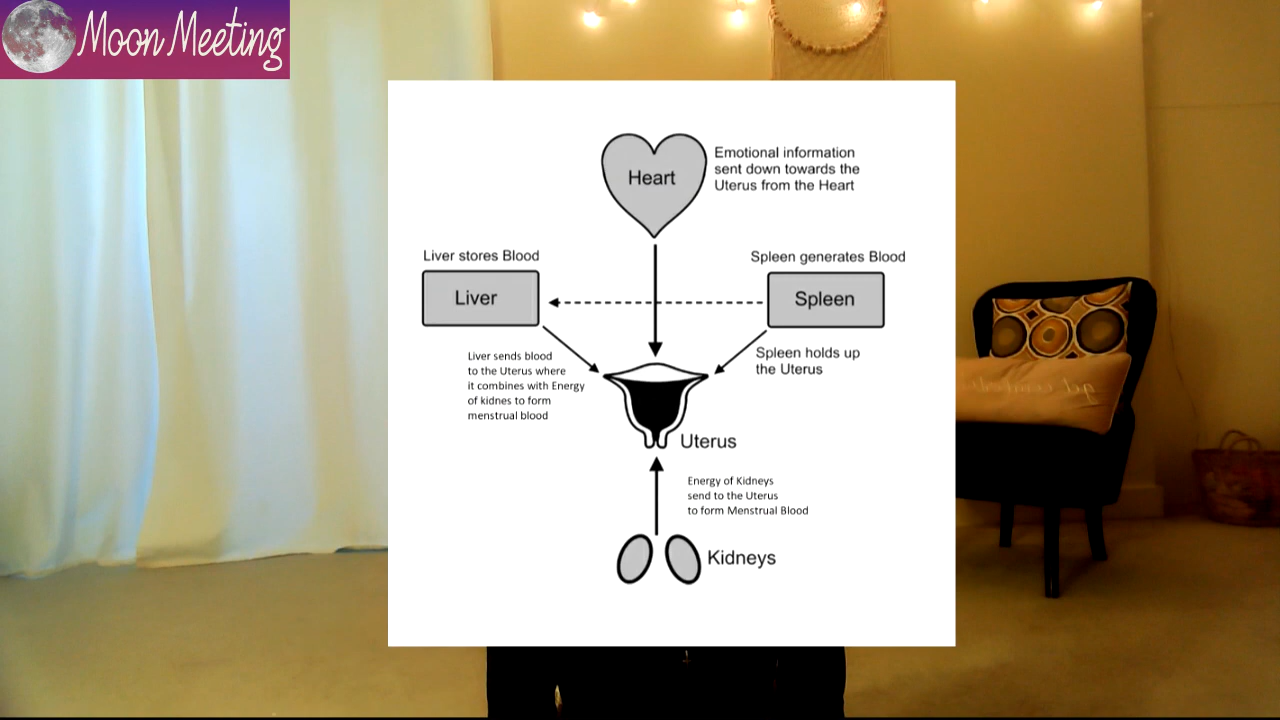 Moon Meeting
Heart
Emotional information
sent down towards the
Uterus from the Heart
Liver stores Blood
Liver
Spleen generates Blood
Spleen
Liver sends blood
to the Uterus where
it combines with Energy
of kidnes to form
menstrual blood
Spleen holds up
the Uterus
Uterus
Energy of Kidneys
send to the Uterus
to form Menstrual Blood
Kidneys